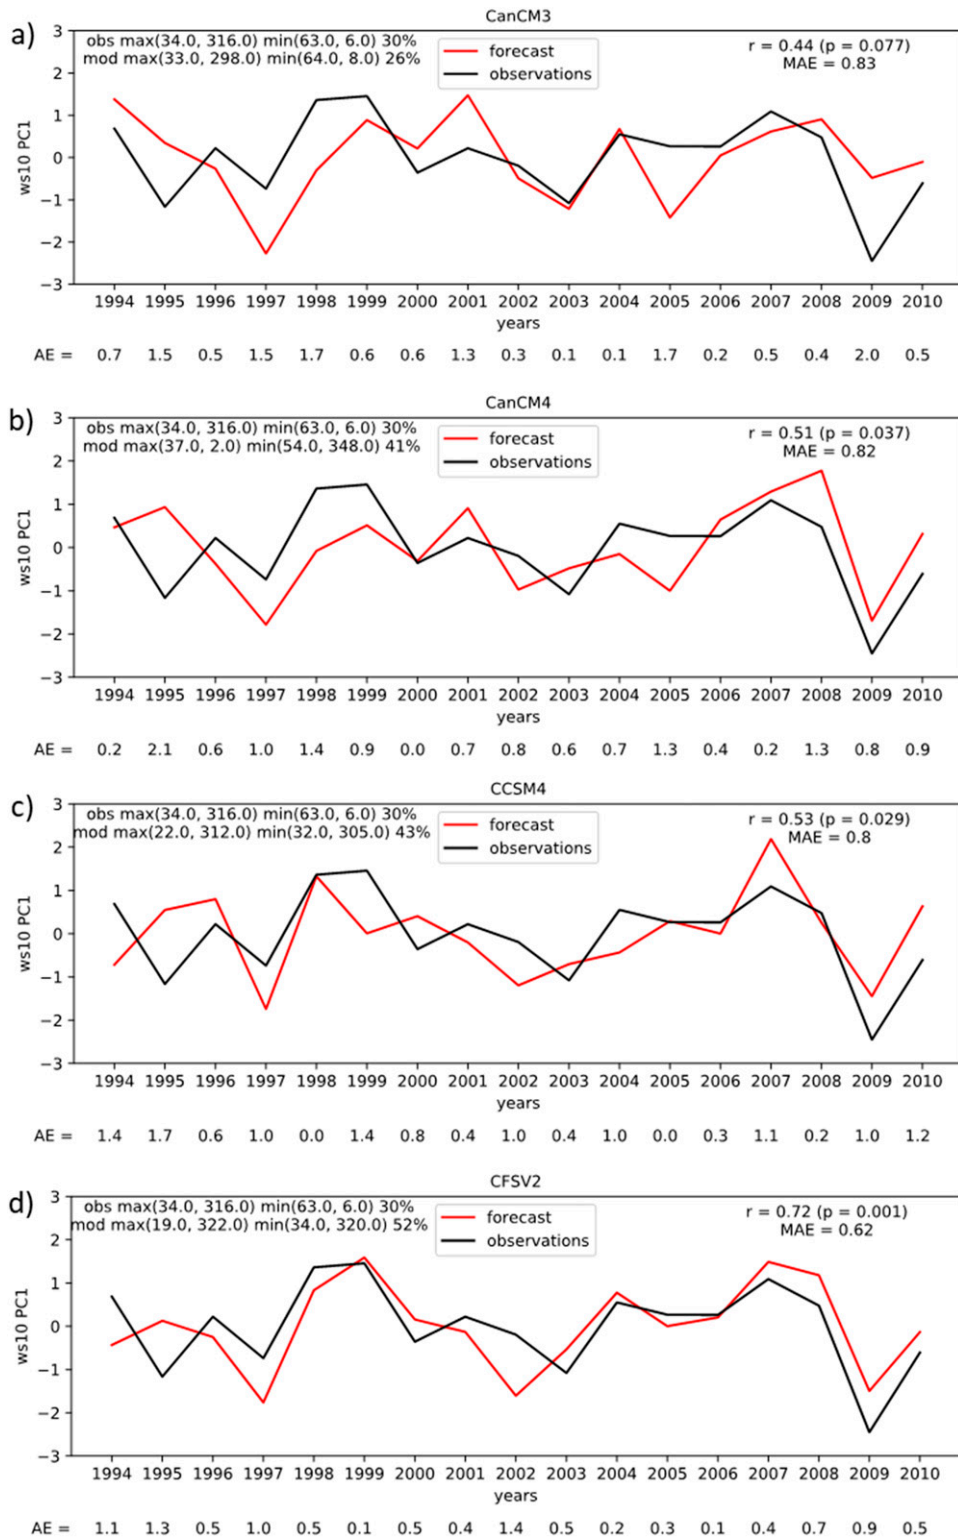 CanCM3
a)
3
obs max(34.0, 316.0) min(63.0, 6.0) 30%
mod max(33.0, 298.0) min(64.0, 8.0) 26%
forecast
observations
r = 0.44 (p = 0.077)
MAE = 0.83
2
1
0
−1
−2
−3
ws10 PC1
1994 1995 1996 1997 1998 1999 2000 2001 2002 2003 2004 2005 2006 2007 2008 2009 2010
years
AE = 0.7 1.5 0.5 1.5 1.7 0.6 0.6 1.3 0.3 0.1 0.1 1.7 0.2 0.5 0.4 2.0 0.5
CanCM4
b)
3
obs max(34.0, 316.0) min(63.0, 6.0) 30%
mod max(37.0, 2.0) min(54.0, 348.0) 41%
forecast
observations
r = 0.51 (p = 0.037)
MAE = 0.82
2
1
0
−1
−2
−3
ws10 PC1
1994 1995 1996 1997 1998 1999 2000 2001 2002 2003 2004 2005 2006 2007 2008 2009 2010
years
AE = 0.2 2.1 0.6 1.0 1.4 0.9 0.0 0.7 0.8 0.6 0.7 1.3 0.4 0.2 1.3 0.8 0.9
CCSM4
c)
3
obs max(34.0, 316.0) min(63.0, 6.0) 30%
mod max(22.0, 312.0) min(32.0, 305.0) 43%
forecast
observations
r = 0.53 (p = 0.029)
MAE = 0.8
2
1
0
−1
−2
−3
ws10 PC1
1994 1995 1996 1997 1998 1999 2000 2001 2002 2003 2004 2005 2006 2007 2008 2009 2010
years
AE = 1.4 1.7 0.6 1.0 0.0 1.4 0.8 0.4 1.0 0.4 1.0 0.0 0.3 1.1 0.2 1.0 1.2
CFSV2
d)
3
obs max(34.0, 316.0) min(63.0, 6.0) 30%
mod max(19.0, 322.0) min(34.0, 320.0) 52%
forecast
observations
r = 0.72 (p = 0.001)
MAE = 0.62
2
1
0
−1
−2
−3
ws10 PC1
1994 1995 1996 1997 1998 1999 2000 2001 2002 2003 2004 2005 2006 2007 2008 2009 2010
years
AE = 1.1 1.3 0.5 1.0 0.5 0.1 0.5 0.4 1.4 0.5 0.2 0.3 0.1 0.4 0.7 0.9 0.5